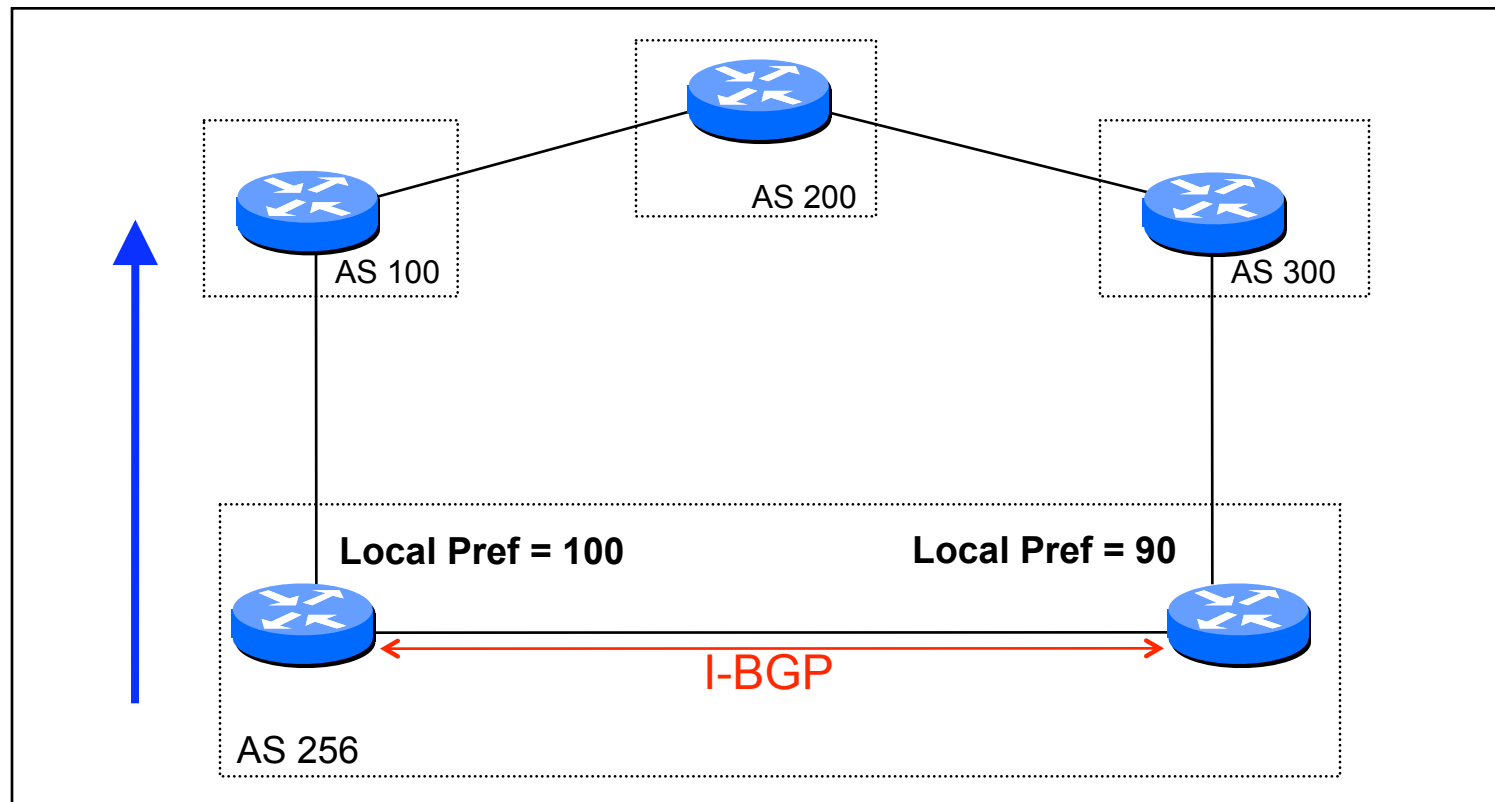 AS 200
AS 100
AS 300
Local Pref = 100
Local Pref = 90
I-BGP
AS 256